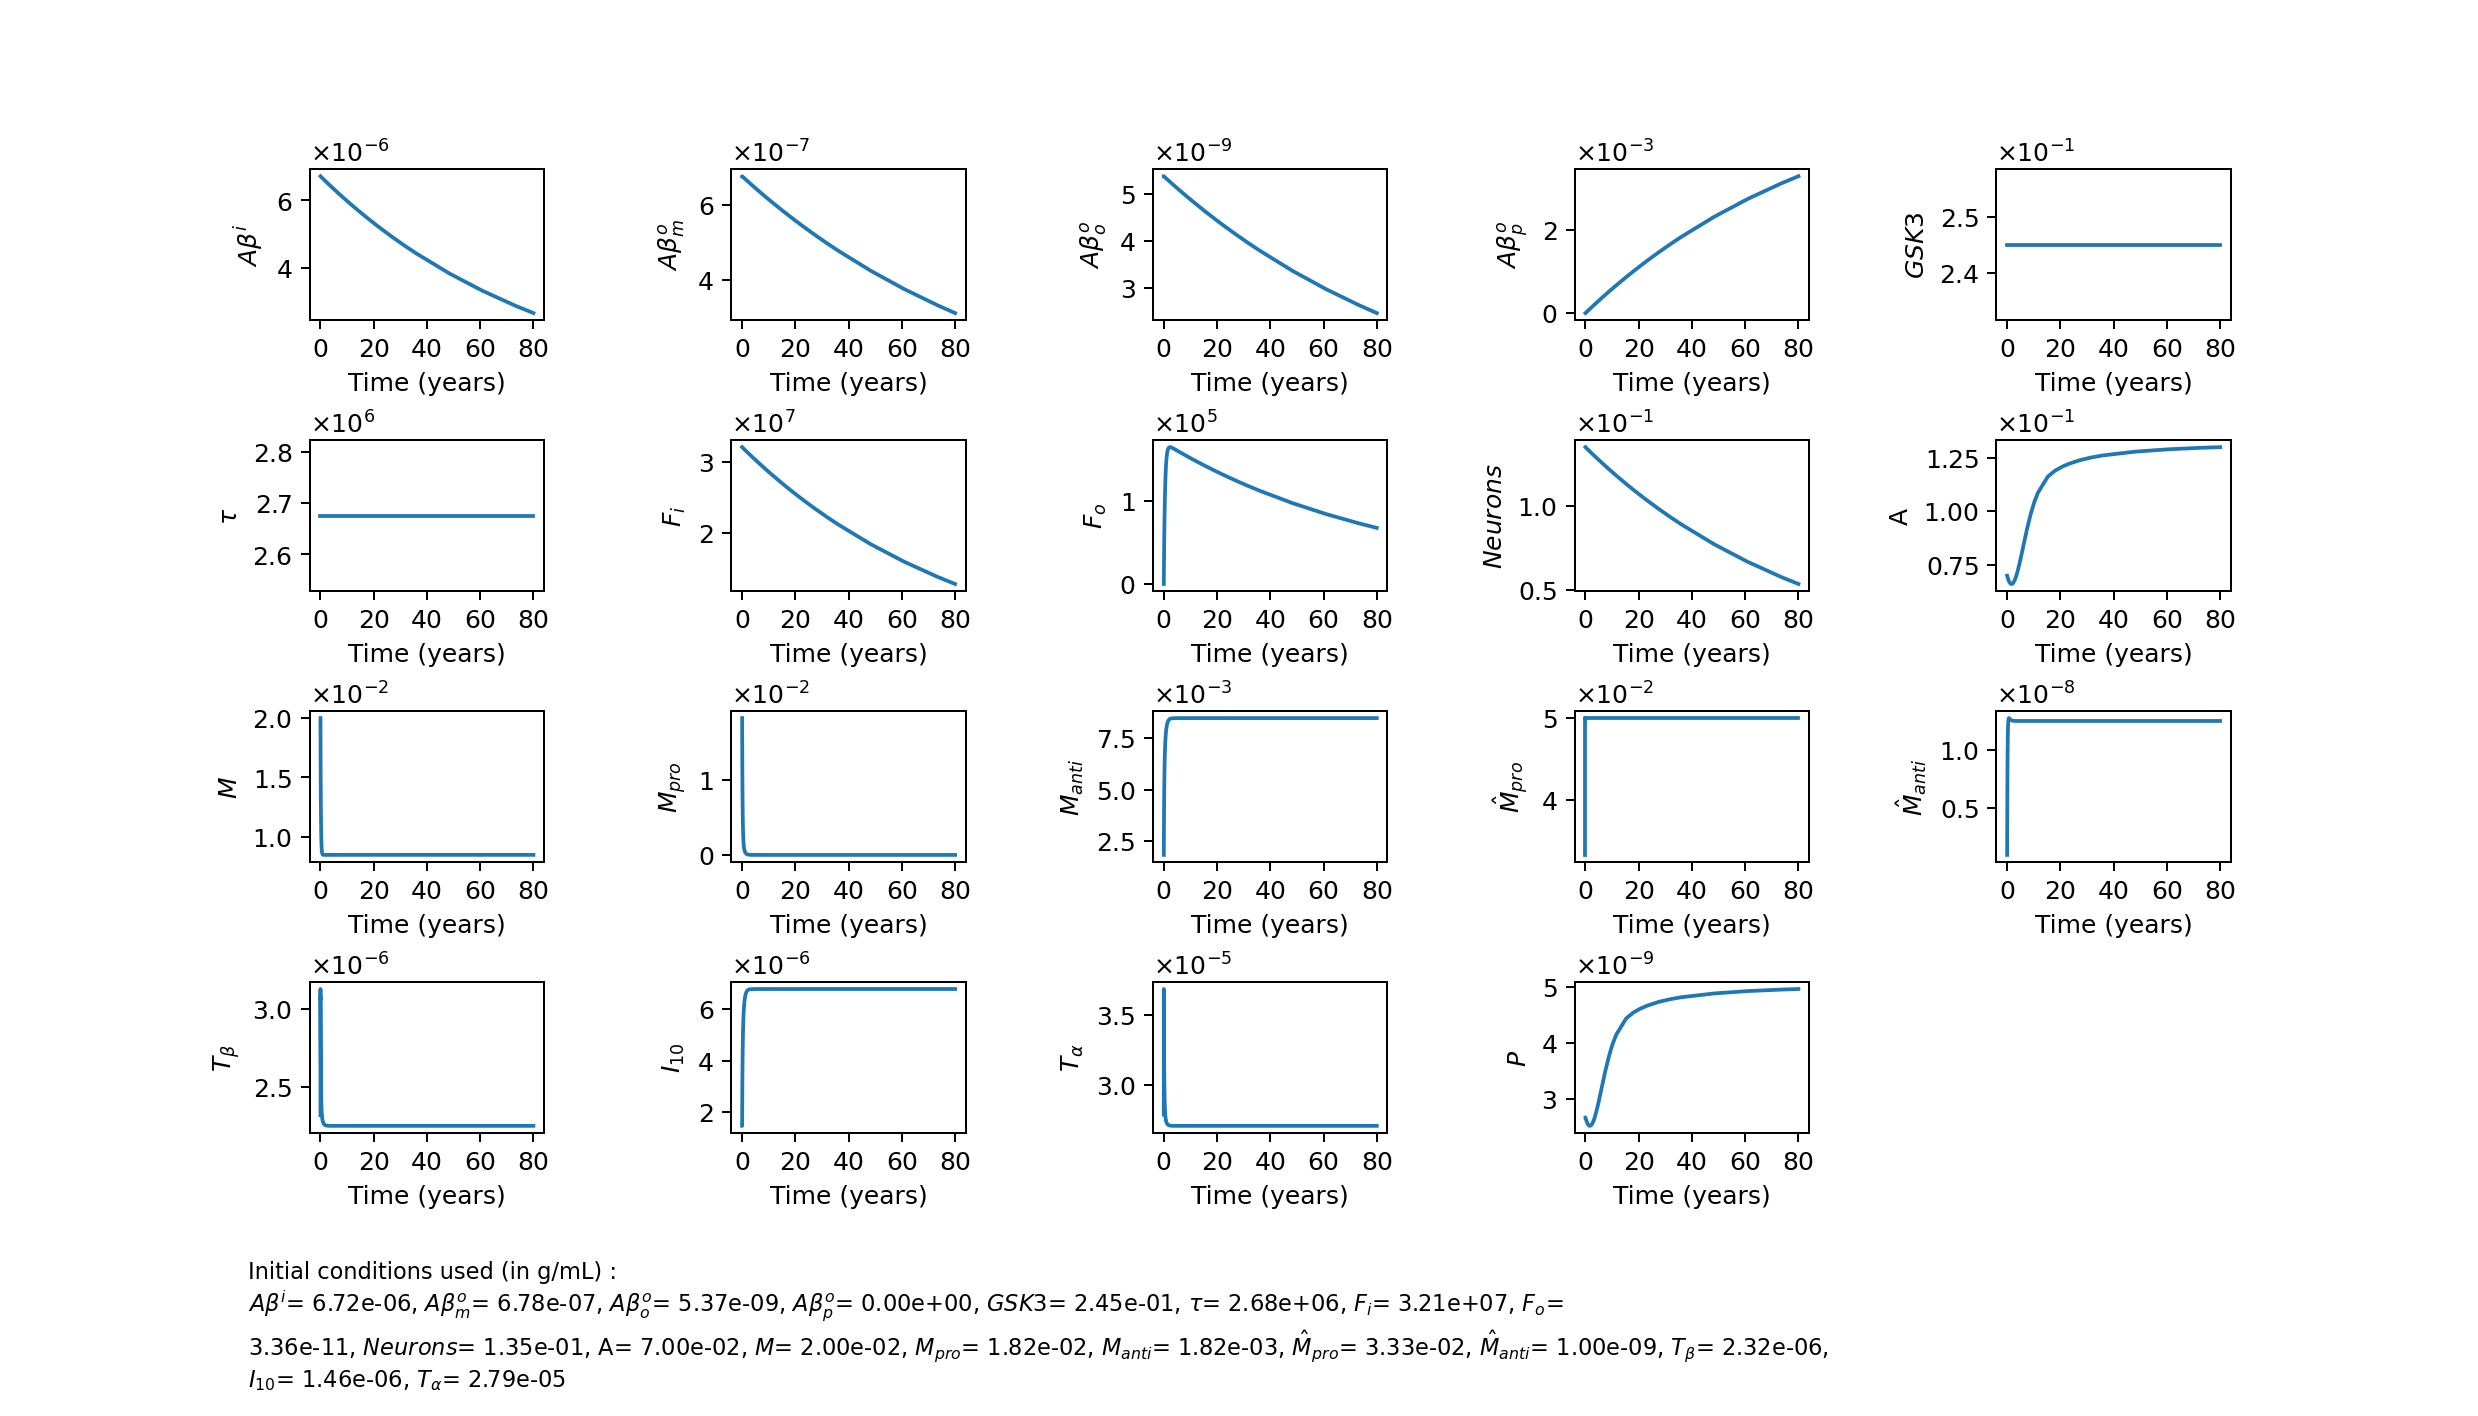 ×10⁻⁶ ×10⁻⁷ ×10⁻⁹ ×10⁻³ ×10⁻¹
Aβⁱ 6 4
Aβₘᵒ 6 4
Aβₒᵒ 5 4 3
Aβₚᵒ 2 0
GSK3 2.5 2.4
0 20 40 60 80 0 20 40 60 80 0 20 40 60 80 0 20 40 60 80 0 20 40 60 80
Time (years) Time (years) Time (years) Time (years) Time (years)
×10⁶ ×10⁷ ×10⁵ ×10⁻¹ ×10⁻¹
τ 2.8 2.7 2.6
Fᵢ 3 2
Fₒ 1 0
Neurons 1.0 0.5
A 1.25 1.00 0.75
0 20 40 60 80 0 20 40 60 80 0 20 40 60 80 0 20 40 60 80 0 20 40 60 80
Time (years) Time (years) Time (years) Time (years) Time (years)
×10⁻² ×10⁻² ×10⁻³ ×10⁻² ×10⁻⁸
M 2.0 1.5 1.0
M_pro 1 0
M_anti 7.5 5.0 2.5
M̂_pro 5 4
M̂_anti 1.0 0.5
0 20 40 60 80 0 20 40 60 80 0 20 40 60 80 0 20 40 60 80 0 20 40 60 80
Time (years) Time (years) Time (years) Time (years) Time (years)
×10⁻⁶ ×10⁻⁶ ×10⁻⁵ ×10⁻⁹
T_β 3.0 2.5
I₁₀ 6 4 2
T_α 3.5 3.0
P 5 4 3
0 20 40 60 80 0 20 40 60 80 0 20 40 60 80 0 20 40 60 80
Time (years) Time (years) Time (years) Time (years)
Initial conditions used (in g/mL) :
Aβⁱ= 6.72e-06, Aβₘᵒ= 6.78e-07, Aβₒᵒ= 5.37e-09, Aβₚᵒ= 0.00e+00, GSK3= 2.45e-01, τ= 2.68e+06, Fᵢ= 3.21e+07, Fₒ=
3.36e-11, Neurons= 1.35e-01, A= 7.00e-02, M= 2.00e-02, M_pro= 1.82e-02, M_anti= 1.82e-03, M̂_pro= 3.33e-02, M̂_anti= 1.00e-09, T_β= 2.32e-06,
I₁₀= 1.46e-06, T_α= 2.79e-05